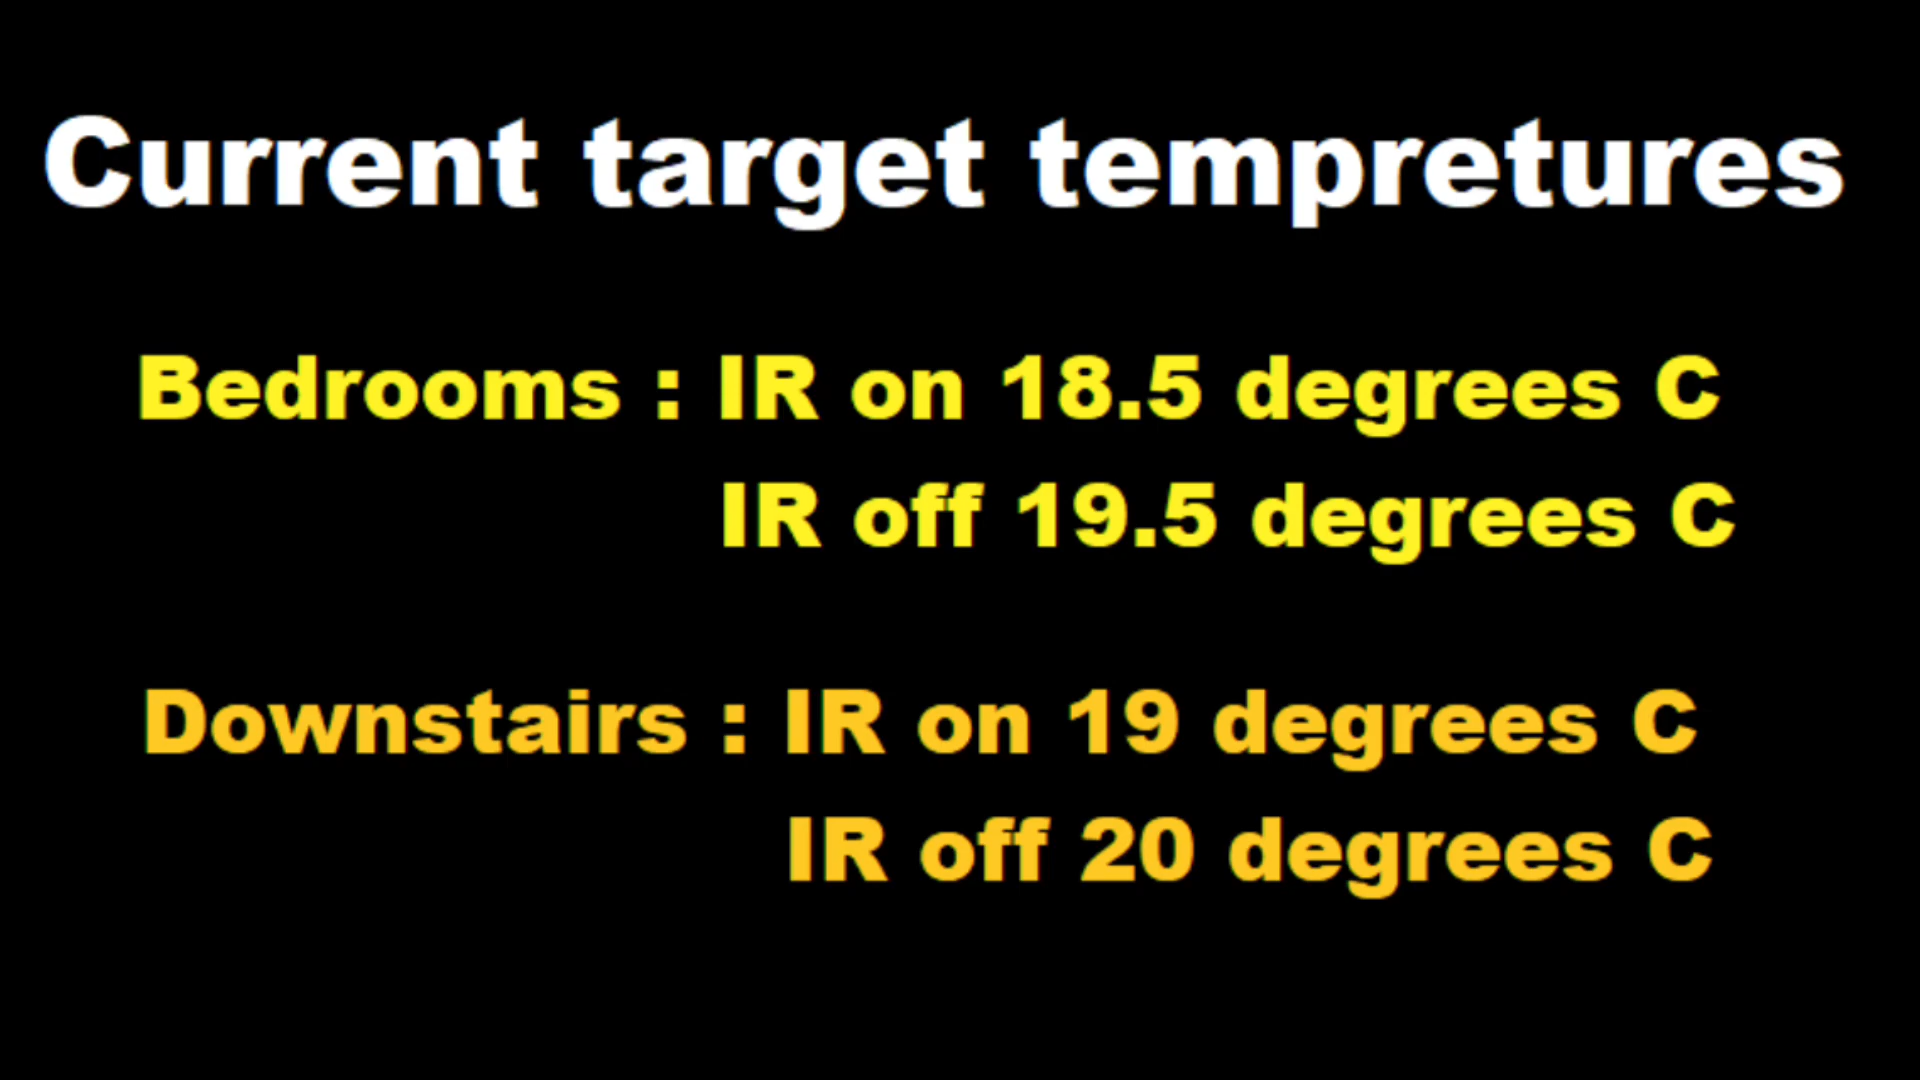 Current target tempretures
Bedrooms : IR on 18.5 degrees C
IR off 19.5 degrees C
Downstairs : IR on 19 degrees C
IR off 20 degrees C